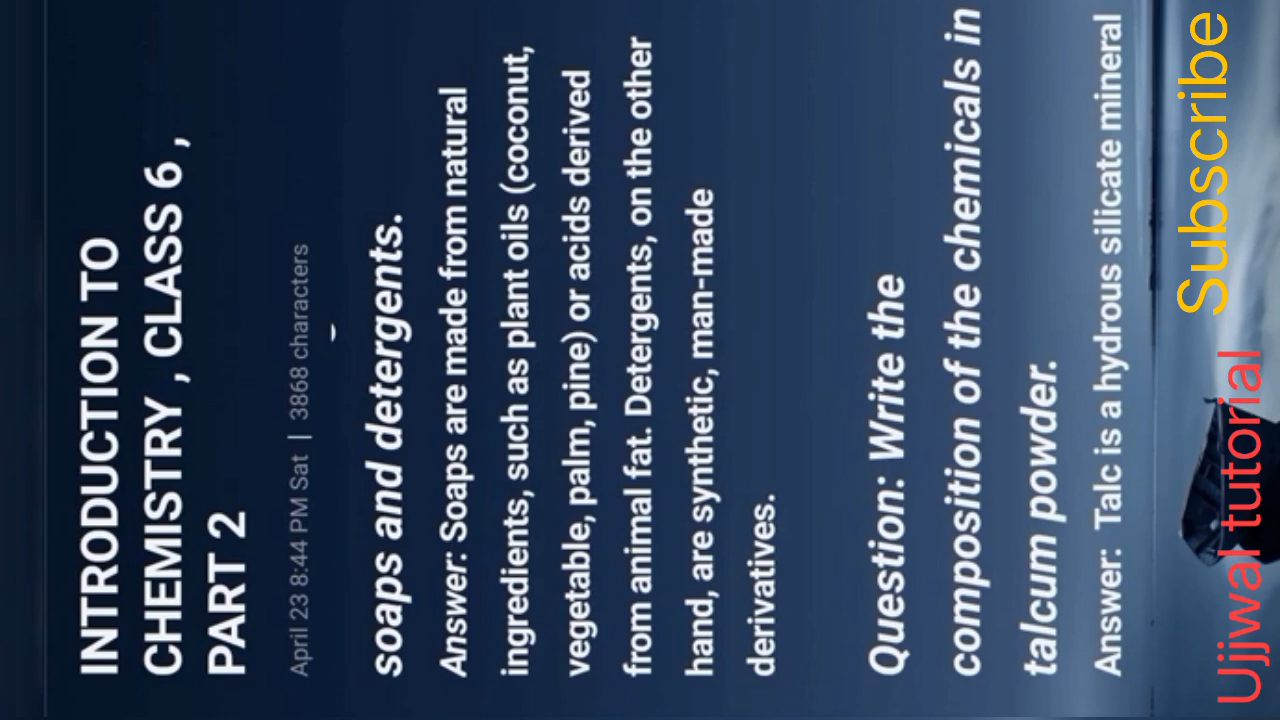 INTRODUCTION TO
CHEMISTRY , CLASS 6 ,
PART 2
April 23 8:44 PM Sat | 3868 characters
soaps and detergents.
Answer: Soaps are made from natural
ingredients, such as plant oils (coconut,
vegetable, palm, pine) or acids derived
from animal fat. Detergents, on the other
hand, are synthetic, man-made
derivatives.
Question: Write the
composition of the chemicals in
talcum powder.
Answer: Talc is a hydrous silicate mineral
Ujjwal tutorial Subscribe